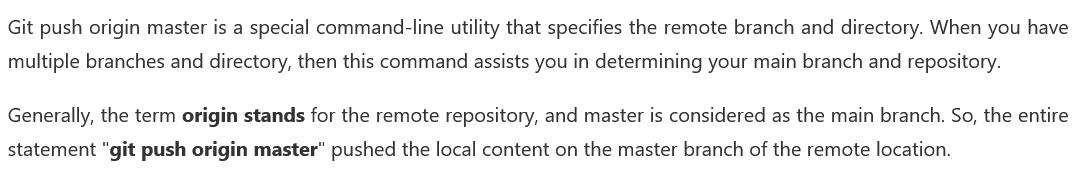 Git push origin master is a special command-line utility that specifies the remote branch and directory. When you have
multiple branches and directory, then this command assists you in determining your main branch and repository.
Generally, the term origin stands for the remote repository, and master is considered as the main branch. So, the entire
statement "git push origin master" pushed the local content on the master branch of the remote location.